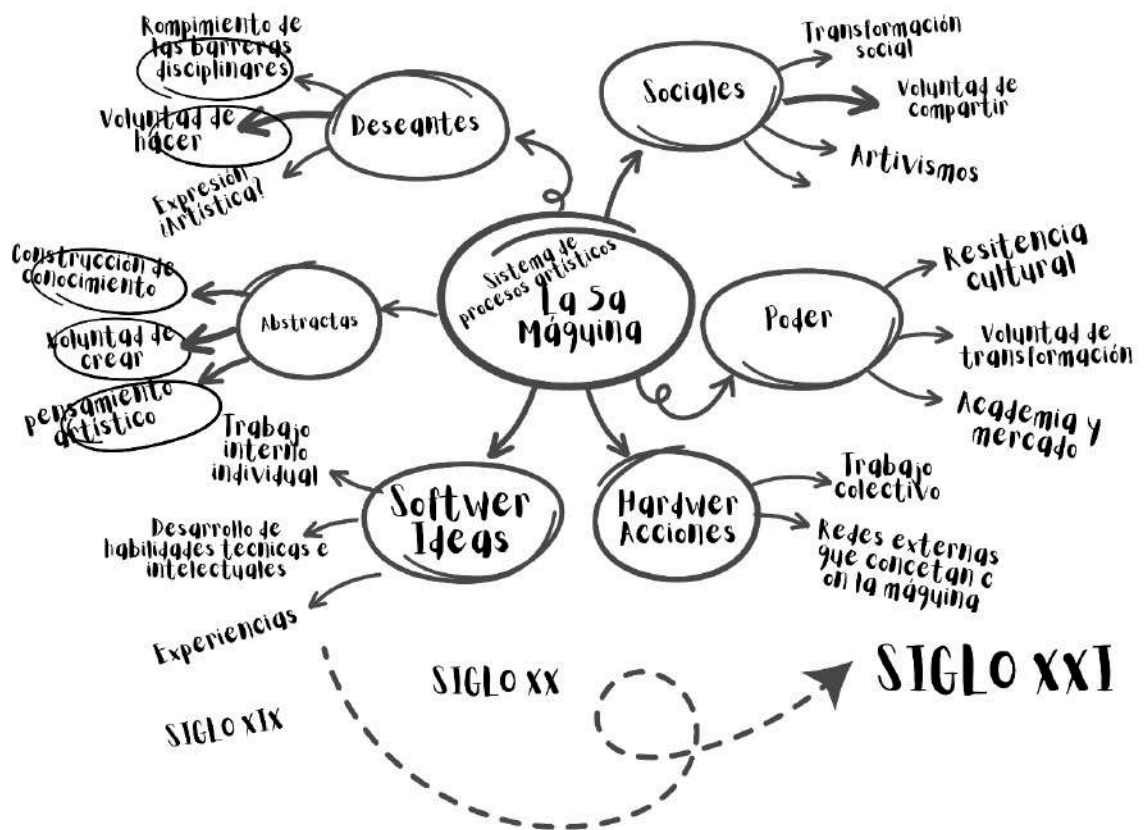 Rompimiento de
las barreras
disciplinares
Voluntad de
hacer
Expresión
¿Artística?
Deseantes
Sociales
Transformación
social
Voluntad de
compartir
Artivismos
Sistema de
procesos artísticos
La 5a
Máquina
Construcción de
conocimiento
Voluntad de
crear
pensamiento
artístico
Abstractas
Poder
Resitencia
cultural
Voluntad de
transformación
Academia y
mercado
Trabajo
interno
individual
Desarrollo de
habilidades tecnicas e
intelectuales
Experiencias
Softwer
Ideas
Hardwer
Acciones
Trabajo
colectivo
Redes externas
que concetan c
on la máquina
SIGLO XIX
SIGLO XX
SIGLO XXI